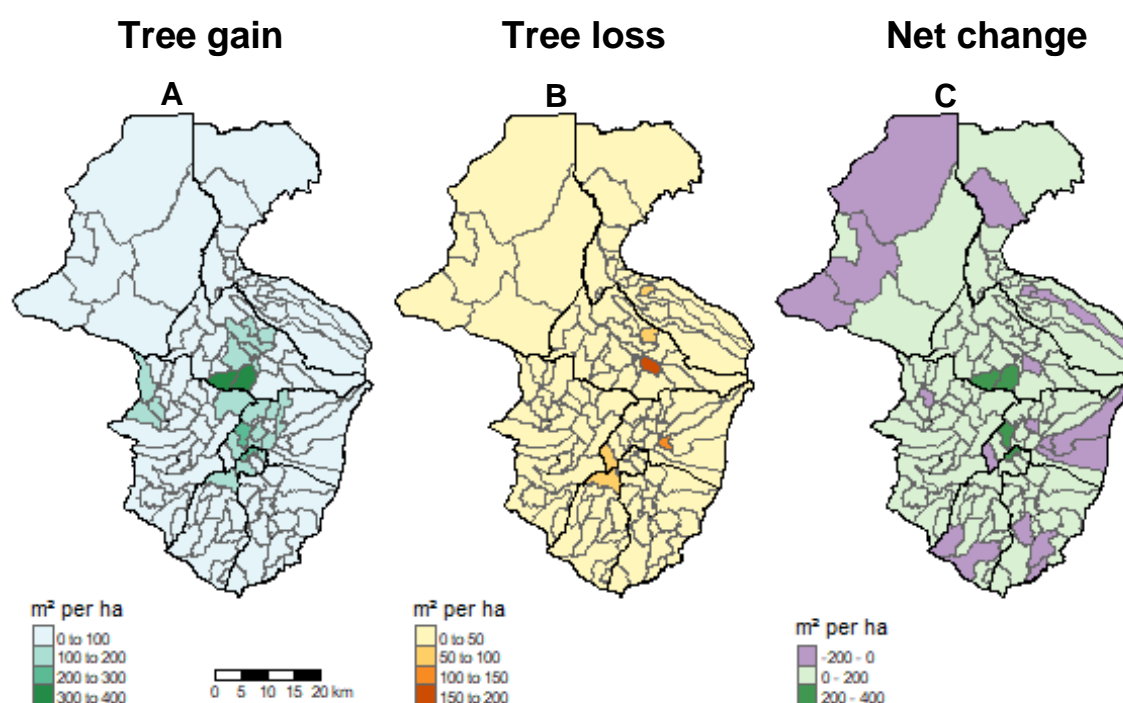 Tree gain
Tree loss
Net change
A
B
C
m² per ha
0 to 100
100 to 200
200 to 300
300 to 400
0 5 10 15 20 km
m² per ha
0 to 50
50 to 100
100 to 150
150 to 200
m² per ha
-200 - 0
0 - 200
200 - 400